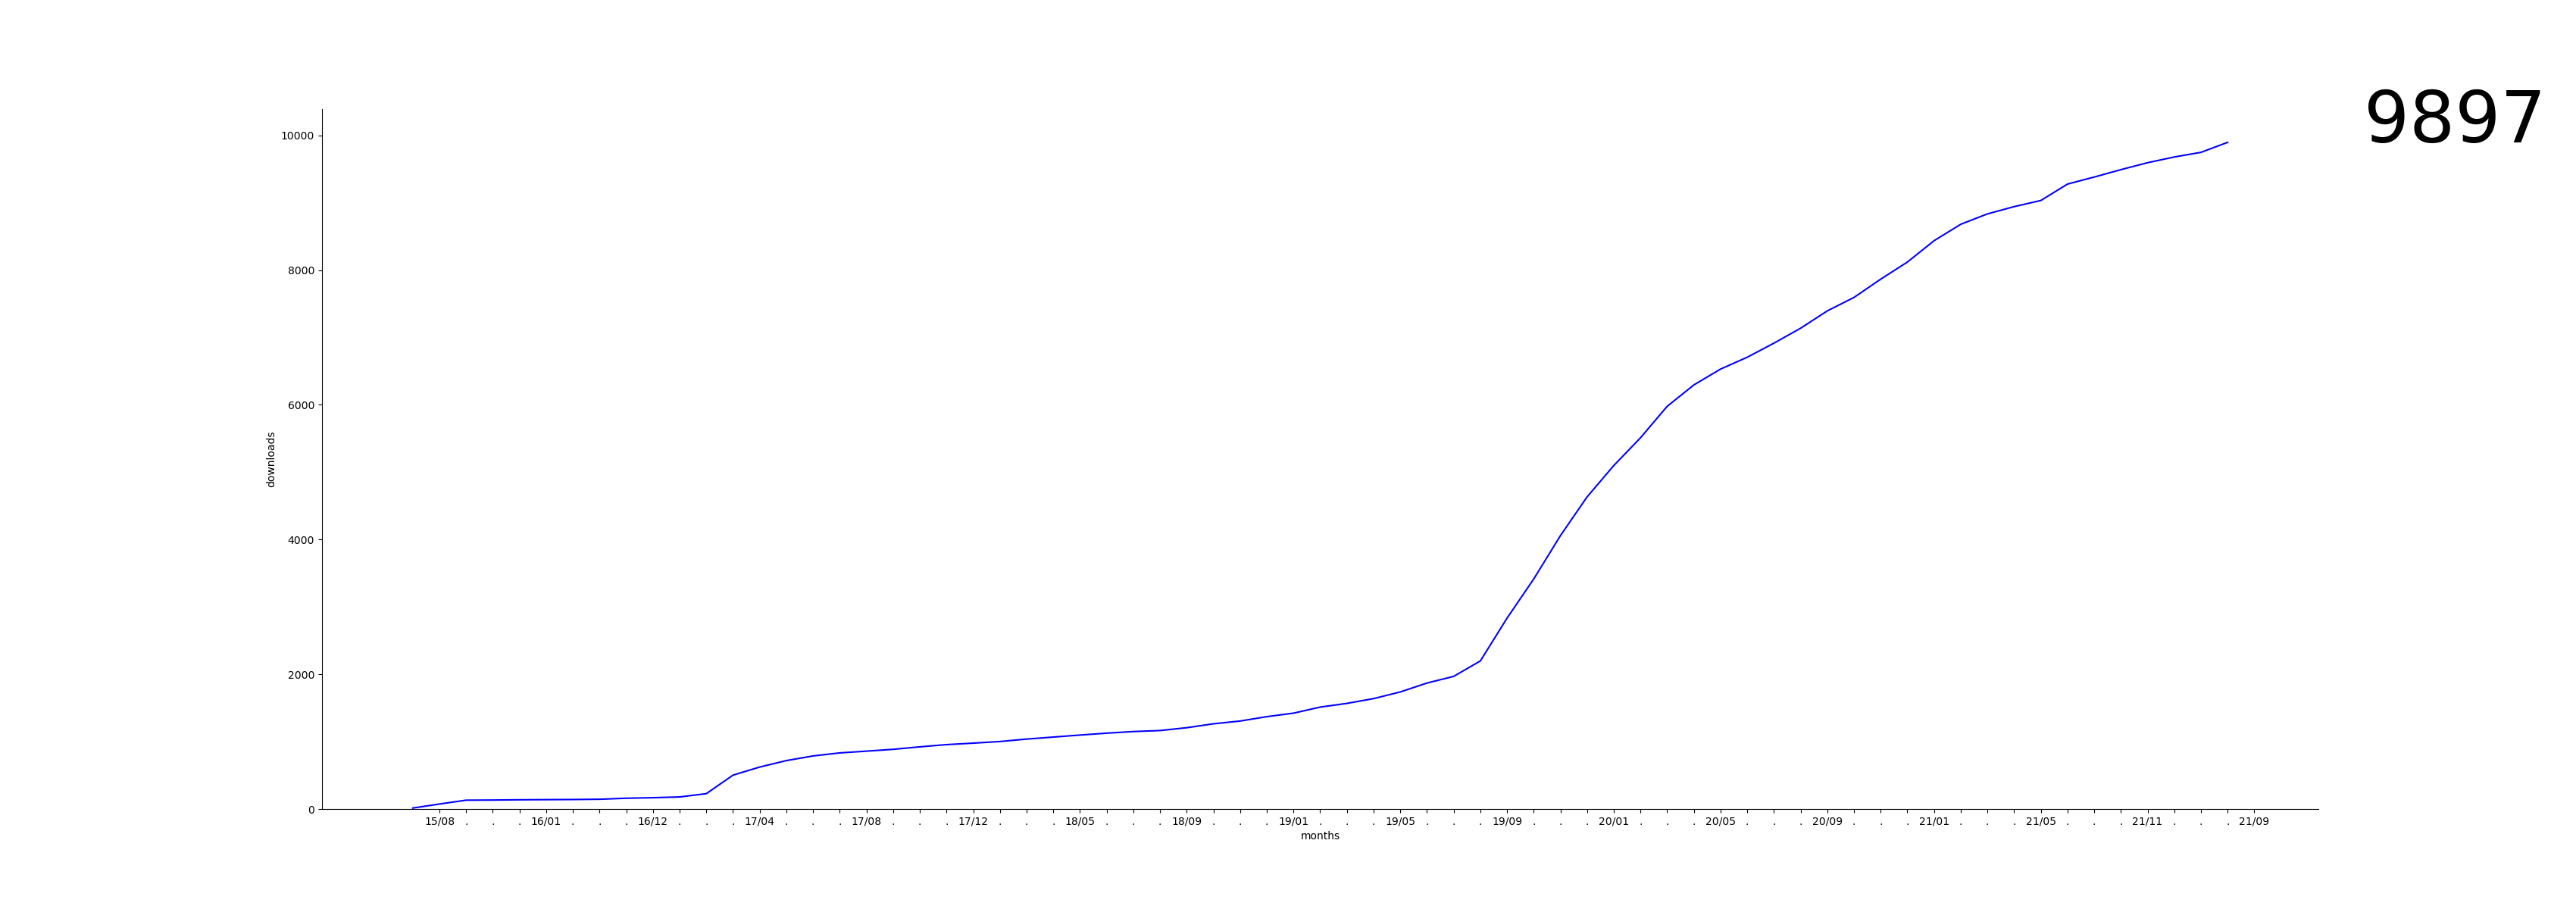 9897
10000
8000
6000
4000
2000
0
downloads
15/08 . . . 16/01 . . . 16/12 . . . 17/04 . . . 17/08 . . . 17/12 . . . 18/05 . . . 18/09 . . . 19/01 . . . 19/05 . . . 19/09 . . . 20/01 . . . 20/05 . . . 20/09 . . . 21/01 . . . 21/05 . . . 21/11 . . . 21/09
months